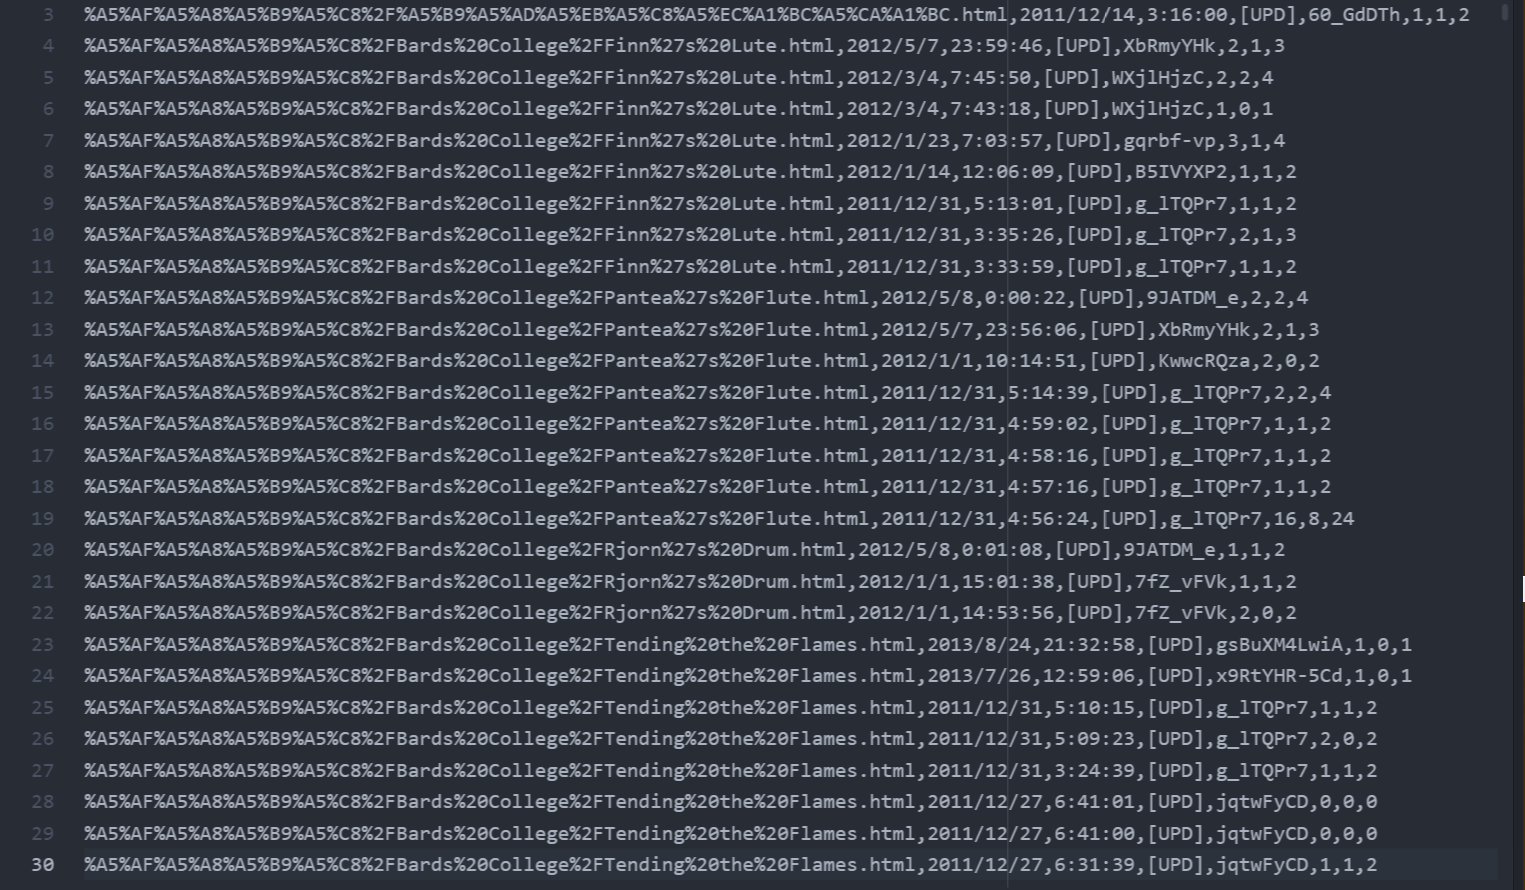 3 %A5%AF%A5%A8%A5%B9%A5%C8%2F%A5%B9%A5%AD%A5%EB%A5%C8%A5%EC%A1%BC%A5%CA%A1%BC.html,2011/12/14,3:16:00,[UPD],60_GdDTh,1,1,2
4 %A5%AF%A5%A8%A5%B9%A5%C8%2FBards%20College%2FFinn%27s%20Lute.html,2012/5/7,23:59:46,[UPD],XbRmyYHk,2,1,3
5 %A5%AF%A5%A8%A5%B9%A5%C8%2FBards%20College%2FFinn%27s%20Lute.html,2012/3/4,7:45:50,[UPD],WXjlHjzC,2,2,4
6 %A5%AF%A5%A8%A5%B9%A5%C8%2FBards%20College%2FFinn%27s%20Lute.html,2012/3/4,7:43:18,[UPD],WXjlHjzC,1,0,1
7 %A5%AF%A5%A8%A5%B9%A5%C8%2FBards%20College%2FFinn%27s%20Lute.html,2012/1/23,7:03:57,[UPD],gqrbf-vp,3,1,4
8 %A5%AF%A5%A8%A5%B9%A5%C8%2FBards%20College%2FFinn%27s%20Lute.html,2012/1/14,12:06:09,[UPD],B5IVYXP2,1,1,2
9 %A5%AF%A5%A8%A5%B9%A5%C8%2FBards%20College%2FFinn%27s%20Lute.html,2011/12/31,5:13:01,[UPD],g_lTQPr7,1,1,2
10 %A5%AF%A5%A8%A5%B9%A5%C8%2FBards%20College%2FFinn%27s%20Lute.html,2011/12/31,3:35:26,[UPD],g_lTQPr7,2,1,3
11 %A5%AF%A5%A8%A5%B9%A5%C8%2FBards%20College%2FFinn%27s%20Lute.html,2011/12/31,3:33:59,[UPD],g_lTQPr7,1,1,2
12 %A5%AF%A5%A8%A5%B9%A5%C8%2FBards%20College%2FPantea%27s%20Flute.html,2012/5/8,0:00:22,[UPD],9JATDM_e,2,2,4
13 %A5%AF%A5%A8%A5%B9%A5%C8%2FBards%20College%2FPantea%27s%20Flute.html,2012/5/7,23:56:06,[UPD],XbRmyYHk,2,1,3
14 %A5%AF%A5%A8%A5%B9%A5%C8%2FBards%20College%2FPantea%27s%20Flute.html,2012/1/1,10:14:51,[UPD],KwwcRQza,2,0,2
15 %A5%AF%A5%A8%A5%B9%A5%C8%2FBards%20College%2FPantea%27s%20Flute.html,2011/12/31,5:14:39,[UPD],g_lTQPr7,2,2,4
16 %A5%AF%A5%A8%A5%B9%A5%C8%2FBards%20College%2FPantea%27s%20Flute.html,2011/12/31,4:59:02,[UPD],g_lTQPr7,1,1,2
17 %A5%AF%A5%A8%A5%B9%A5%C8%2FBards%20College%2FPantea%27s%20Flute.html,2011/12/31,4:58:16,[UPD],g_lTQPr7,1,1,2
18 %A5%AF%A5%A8%A5%B9%A5%C8%2FBards%20College%2FPantea%27s%20Flute.html,2011/12/31,4:57:16,[UPD],g_lTQPr7,1,1,2
19 %A5%AF%A5%A8%A5%B9%A5%C8%2FBards%20College%2FPantea%27s%20Flute.html,2011/12/31,4:56:24,[UPD],g_lTQPr7,16,8,24
20 %A5%AF%A5%A8%A5%B9%A5%C8%2FBards%20College%2FRjorn%27s%20Drum.html,2012/5/8,0:01:08,[UPD],9JATDM_e,1,1,2
21 %A5%AF%A5%A8%A5%B9%A5%C8%2FBards%20College%2FRjorn%27s%20Drum.html,2012/1/1,15:01:38,[UPD],7fZ_vFVk,1,1,2
22 %A5%AF%A5%A8%A5%B9%A5%C8%2FBards%20College%2FRjorn%27s%20Drum.html,2012/1/1,14:53:56,[UPD],7fZ_vFVk,2,0,2
23 %A5%AF%A5%A8%A5%B9%A5%C8%2FBards%20College%2FTending%20the%20Flames.html,2013/8/24,21:32:58,[UPD],gsBuXM4LwiA,1,0,1
24 %A5%AF%A5%A8%A5%B9%A5%C8%2FBards%20College%2FTending%20the%20Flames.html,2013/7/26,12:59:06,[UPD],x9RtYHR-5Cd,1,0,1
25 %A5%AF%A5%A8%A5%B9%A5%C8%2FBards%20College%2FTending%20the%20Flames.html,2011/12/31,5:10:15,[UPD],g_lTQPr7,1,1,2
26 %A5%AF%A5%A8%A5%B9%A5%C8%2FBards%20College%2FTending%20the%20Flames.html,2011/12/31,5:09:23,[UPD],g_lTQPr7,2,0,2
27 %A5%AF%A5%A8%A5%B9%A5%C8%2FBards%20College%2FTending%20the%20Flames.html,2011/12/31,3:24:39,[UPD],g_lTQPr7,1,1,2
28 %A5%AF%A5%A8%A5%B9%A5%C8%2FBards%20College%2FTending%20the%20Flames.html,2011/12/27,6:41:01,[UPD],jqtwFyCD,0,0,0
29 %A5%AF%A5%A8%A5%B9%A5%C8%2FBards%20College%2FTending%20the%20Flames.html,2011/12/27,6:41:00,[UPD],jqtwFyCD,0,0,0
30 %A5%AF%A5%A8%A5%B9%A5%C8%2FBards%20College%2FTending%20the%20Flames.html,2011/12/27,6:31:39,[UPD],jqtwFyCD,1,1,2